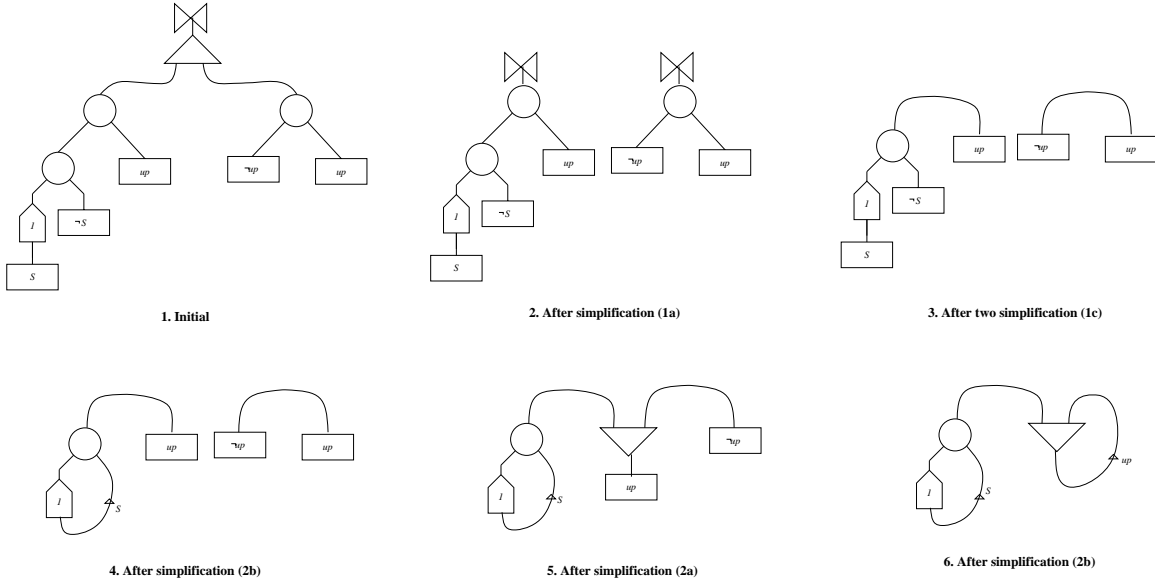 up ¬up up
1 ¬S
S
1. Initial
up ¬up up
¬S
1
S
2. After simplification (1a)
up ¬up up
1 ¬S
S
3. After two simplification (1c)
up ¬up up
1 S
4. After simplification (2b)
¬up
up
1 S
5. After simplification (2a)
up
1 S
6. After simplification (2b)